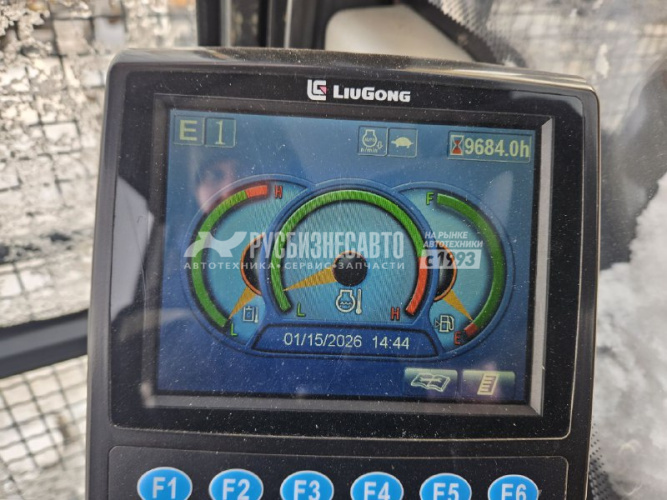 LIUGONG
E 1
n/min
9684.0h
H
H
F
L
L
H
E
РУСБИЗНЕСАВТО
АВТОТЕХНИКА•СЕРВИС•ЗАПЧАСТИ
НА РЫНКЕ
АВТОТЕХНИКИ
С 1993
01/15/2026 14:44
F1 F2 F3 F4 F5 F6